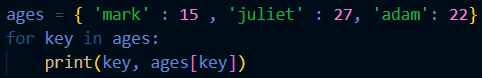 ages = { 'mark' : 15 , 'juliet' : 27, 'adam': 22}
for key in ages:
    print(key, ages[key])